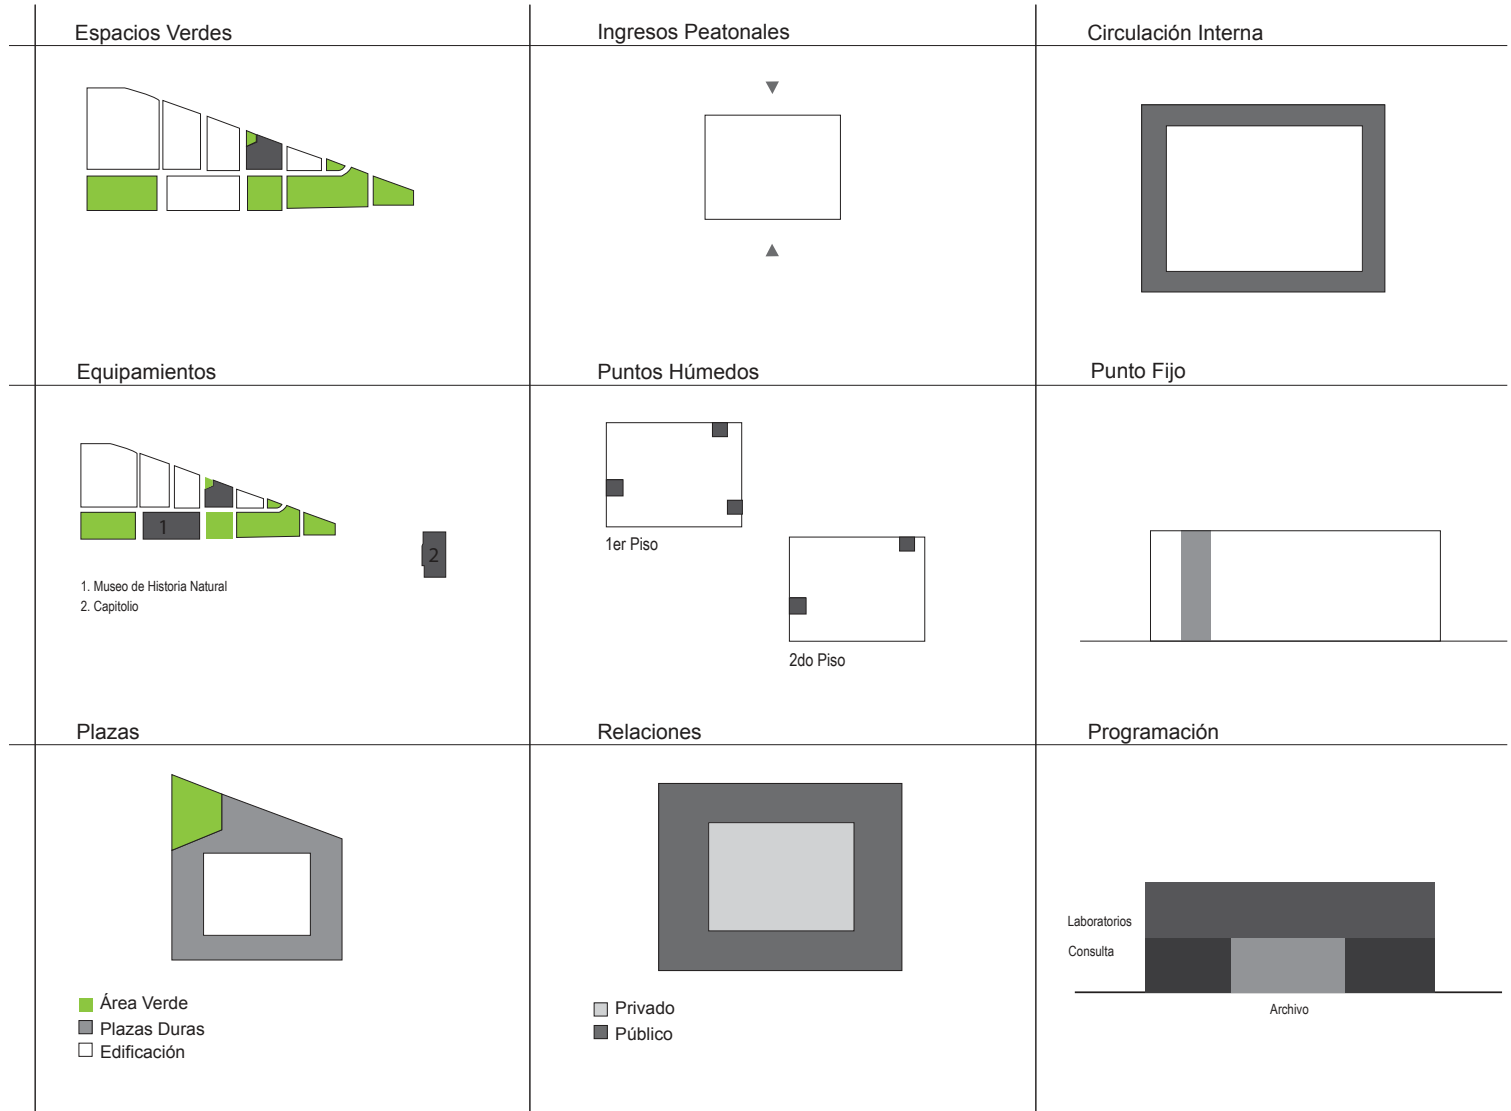 Espacios Verdes
Ingresos Peatonales
Circulación Interna
Equipamientos
1
2
1. Museo de Historia Natural
2. Capitolio
Puntos Húmedos
1er Piso
2do Piso
Punto Fijo
Plazas
Área Verde
Plazas Duras
Edificación
Relaciones
Privado
Público
Programación
Laboratorios
Consulta
Archivo